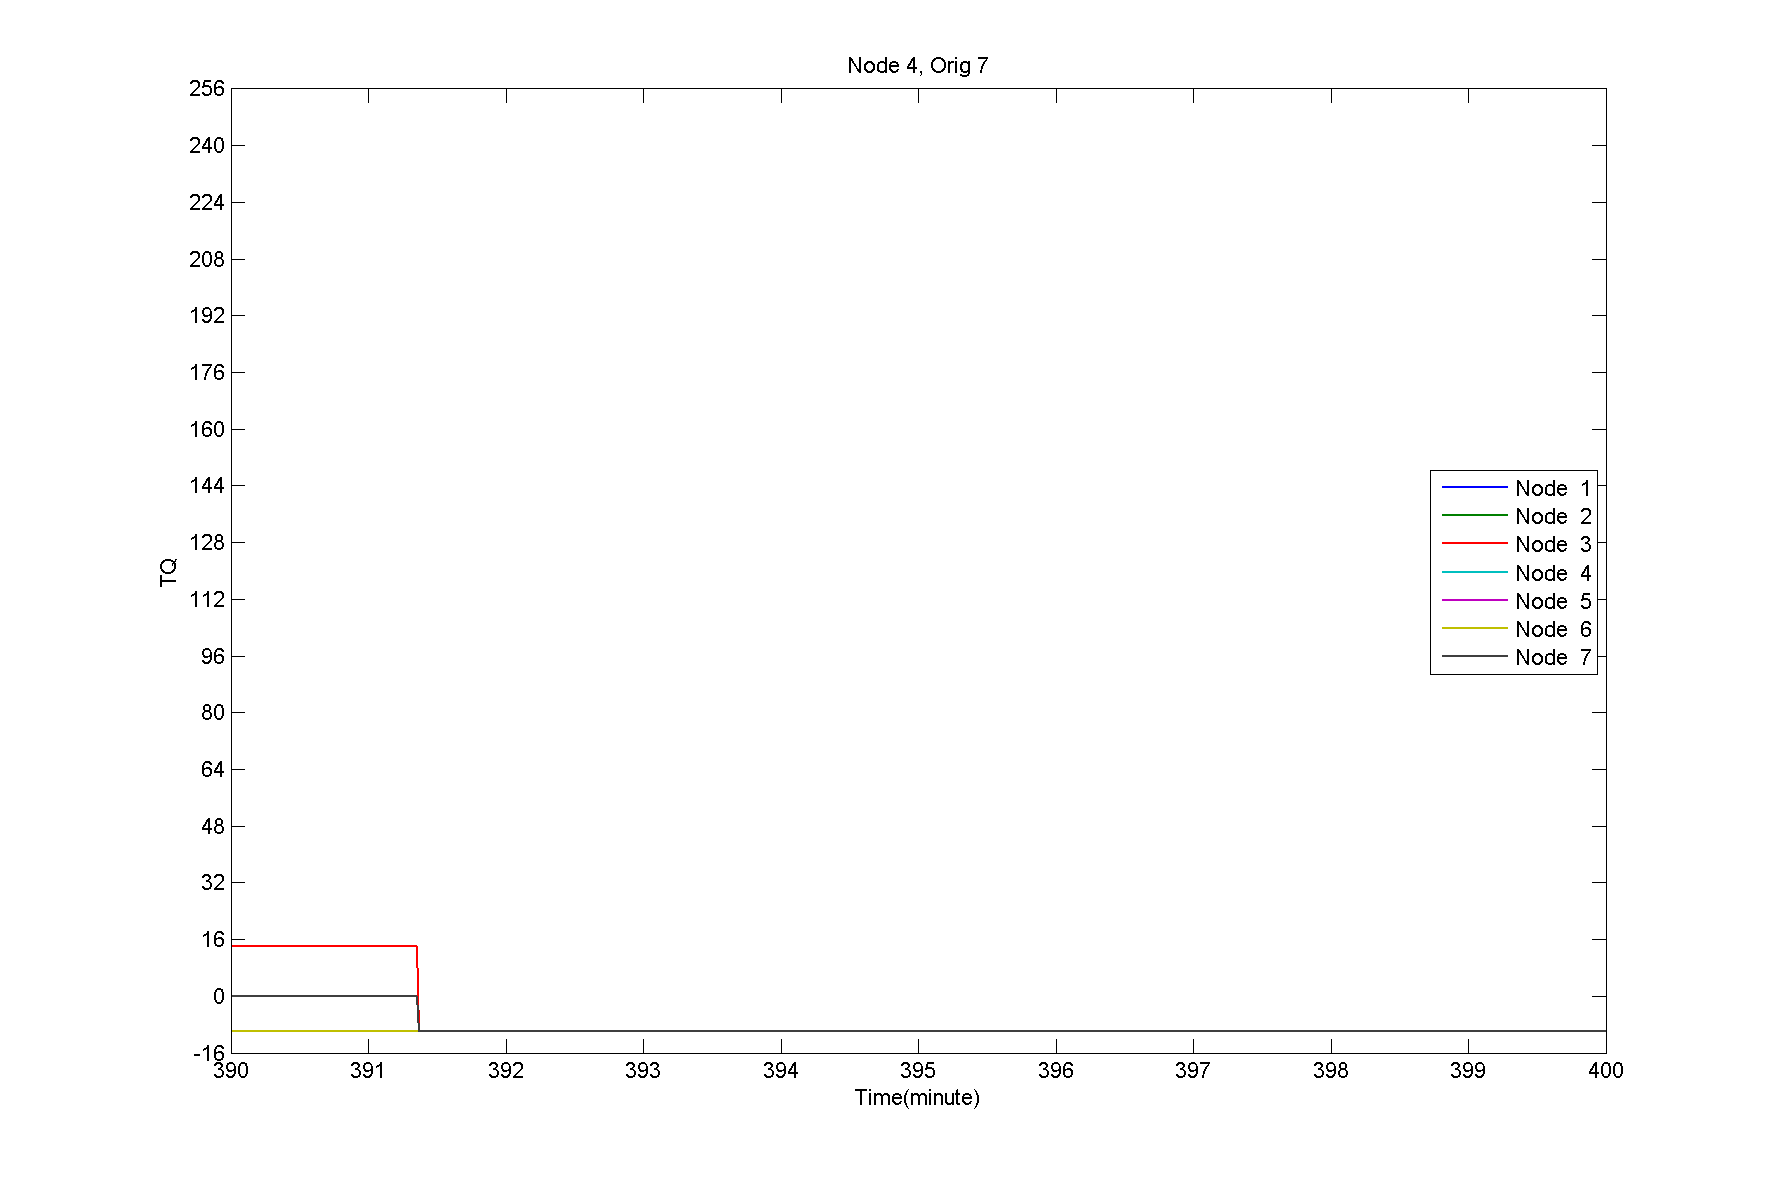 Node 4, Orig 7
256
240
224
208
192
176
160
144
128
112
96
80
64
48
32
16
0
-16
TQ
Node 1
Node 2
Node 3
Node 4
Node 5
Node 6
Node 7
390 391 392 393 394 395 396 397 398 399 400
Time(minute)